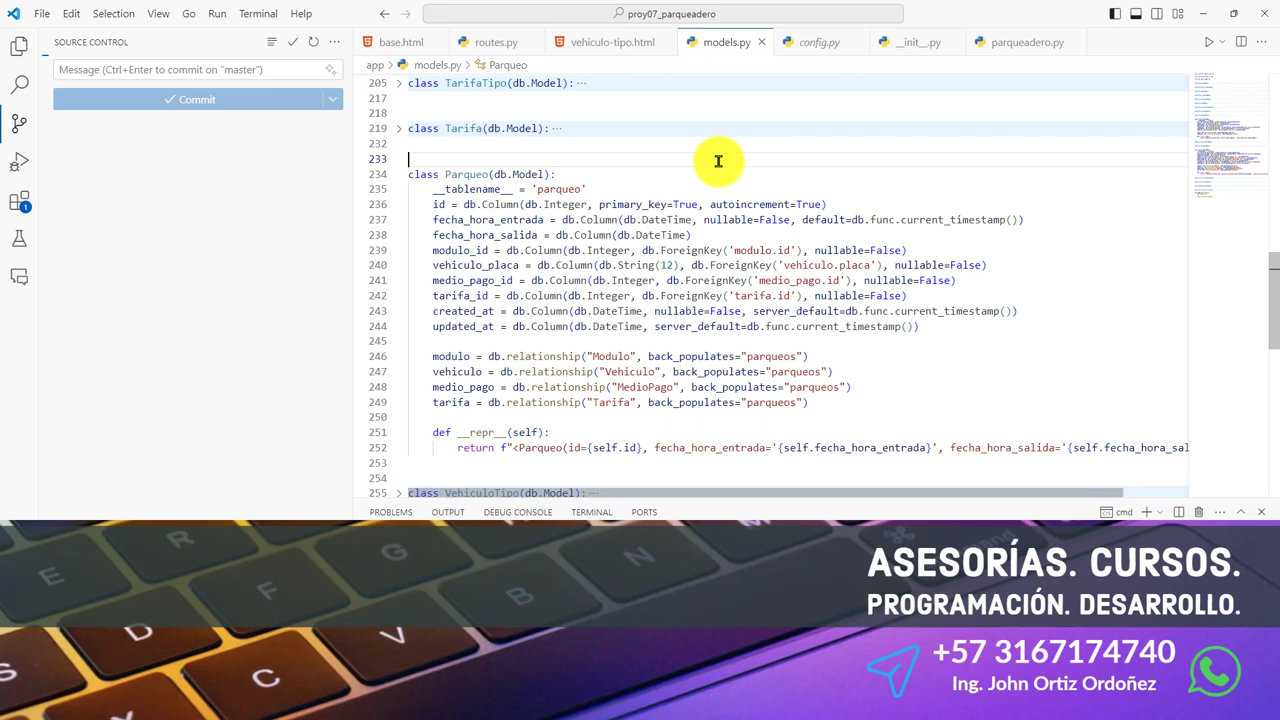 File Edit Selection View Go Run Terminal Help
proy07_parqueadero
SOURCE CONTROL
base.html
routes.py
vehiculo-tipo.html
models.py
config.py
__init__.py
parqueadero.py
Message (Ctrl+Enter to commit on "master")
Commit
1
app > models.py > Parqueo
205 class TarifaTipo(db.Model): ...
217
218
219 class Tarifa(db.Model): ...
233
class Parqueo
236 id = db.Column(db.Integer, primary_key=True, autoincrement=True)
237 fecha_hora_entrada = db.Column(db.DateTime, nullable=False, default=db.func.current_timestamp())
238 fecha_hora_salida = db.Column(db.DateTime)
239 modulo_id = db.Column(db.Integer, db.ForeignKey('modulo.id'), nullable=False)
240 vehiculo_placa = db.Column(db.String(12), db.ForeignKey('vehiculo.placa'), nullable=False)
241 medio_pago_id = db.Column(db.Integer, db.ForeignKey('medio_pago.id'), nullable=False)
242 tarifa_id = db.Column(db.Integer, db.ForeignKey('tarifa.id'), nullable=False)
243 created_at = db.Column(db.DateTime, nullable=False, server_default=db.func.current_timestamp())
244 updated_at = db.Column(db.DateTime, server_default=db.func.current_timestamp())
246 modulo = db.relationship("Modulo", back_populates="parqueos")
247 vehiculo = db.relationship("Vehiculo", back_populates="parqueos")
248 medio_pago = db.relationship("MedioPago", back_populates="parqueos")
249 tarifa = db.relationship("Tarifa", back_populates="parqueos")
250
251 def __repr__(self):
252 return f"<Parqueo(id={self.id}, fecha_hora_entrada='{self.fecha_hora_entrada}', fecha_hora_salida='{self.fecha_hora_sal
253
254
255 class VehiculoTipo(db.Model): ...
PROBLEMS OUTPUT DEBUG CONSOLE TERMINAL PORTS
cmd
ASESORÍAS. CURSOS.
PROGRAMACIÓN. DESARROLLO.
+57 3167174740
Ing. John Ortiz Ordoñez